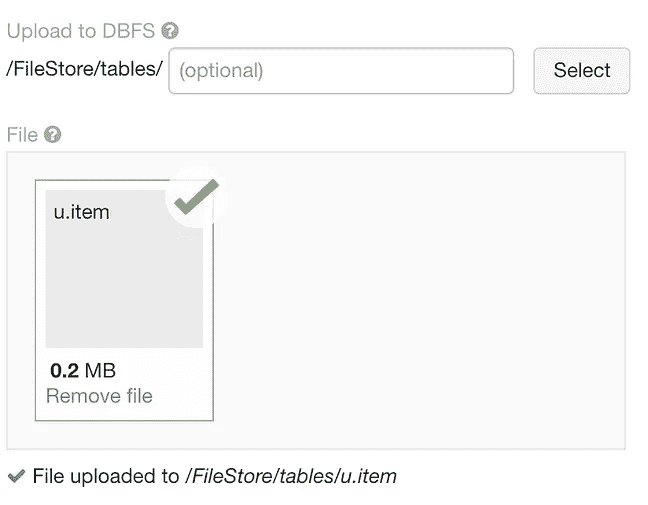 Upload to DBFS ?
/FileStore/tables/ (optional) Select
File ?
u.item
0.2 MB
Remove file
File uploaded to /FileStore/tables/u.item